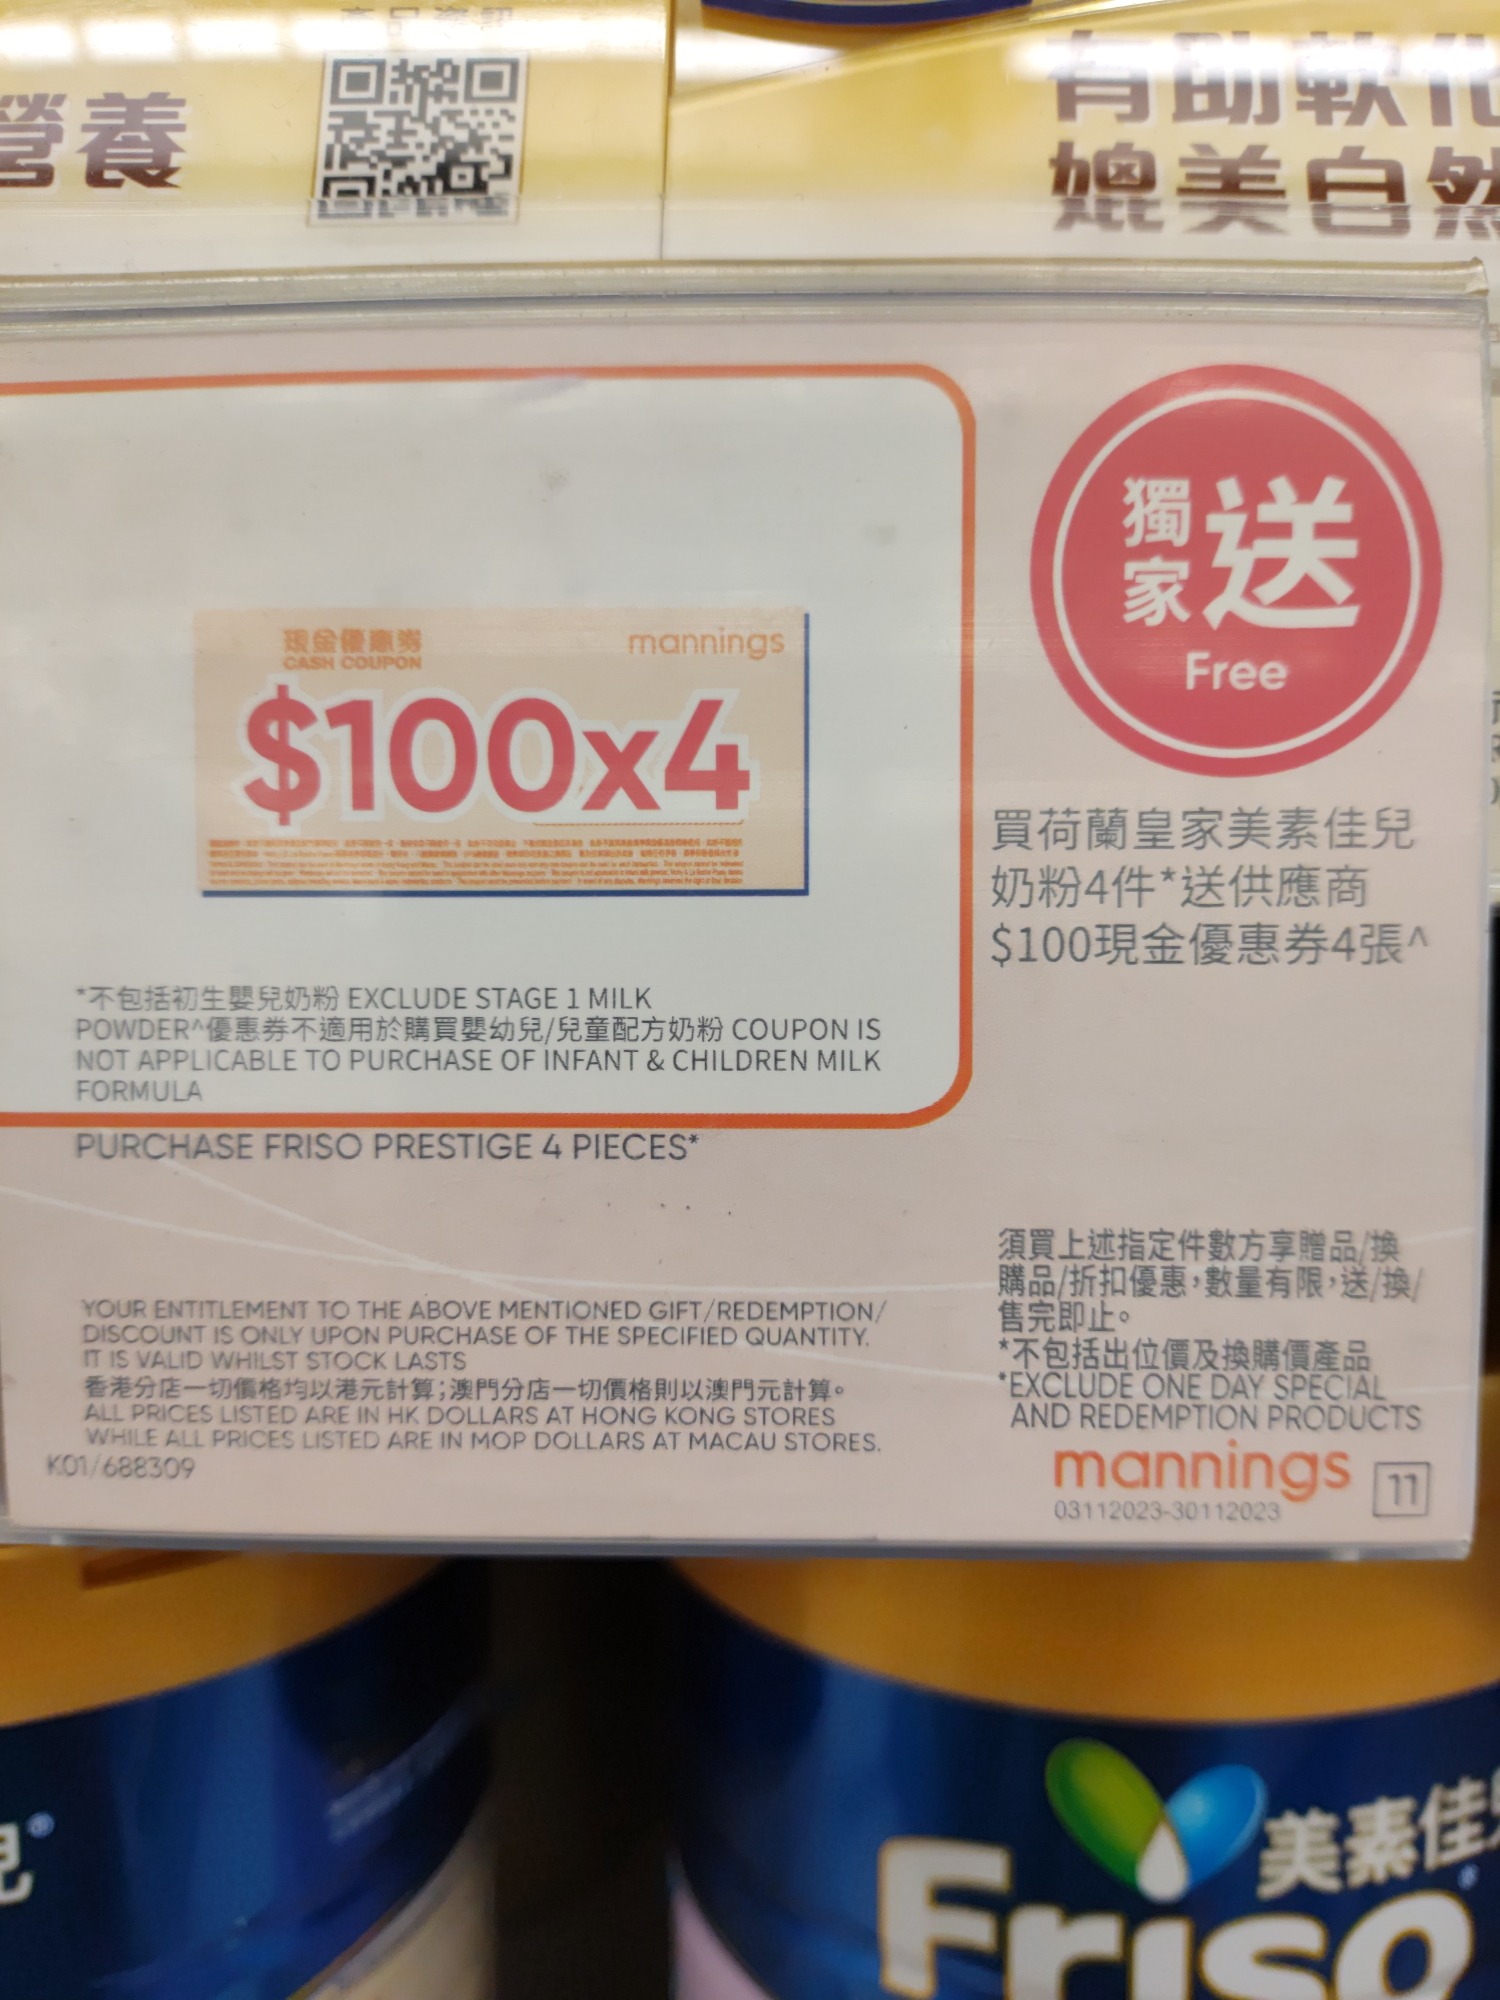 產品資訊
營養
有助軟化
媲美自然
獨家送
Free
現金優惠券
CASH COUPON
mannings
$100x4
買荷蘭皇家美素佳兒
奶粉4件*送供應商
$100現金優惠券4張^
*不包括初生嬰兒奶粉 EXCLUDE STAGE 1 MILK
POWDER^優惠券不適用於購買嬰幼兒/兒童配方奶粉 COUPON IS
NOT APPLICABLE TO PURCHASE OF INFANT & CHILDREN MILK
FORMULA
PURCHASE FRISO PRESTIGE 4 PIECES*
須買上述指定件數方享贈品/換
購品/折扣優惠，數量有限，送/換/
售完即止。
*不包括出位價及換購價產品
*EXCLUDE ONE DAY SPECIAL
AND REDEMPTION PRODUCTS
YOUR ENTITLEMENT TO THE ABOVE MENTIONED GIFT/REDEMPTION/
DISCOUNT IS ONLY UPON PURCHASE OF THE SPECIFIED QUANTITY.
IT IS VALID WHILST STOCK LASTS
香港分店一切價格均以港元計算；澳門分店一切價格則以澳門元計算。
ALL PRICES LISTED ARE IN HK DOLLARS AT HONG KONG STORES
WHILE ALL PRICES LISTED ARE IN MOP DOLLARS AT MACAU STORES.
K01/688309
mannings
11
03112023-30112023
兒®
美素佳兒
Friso